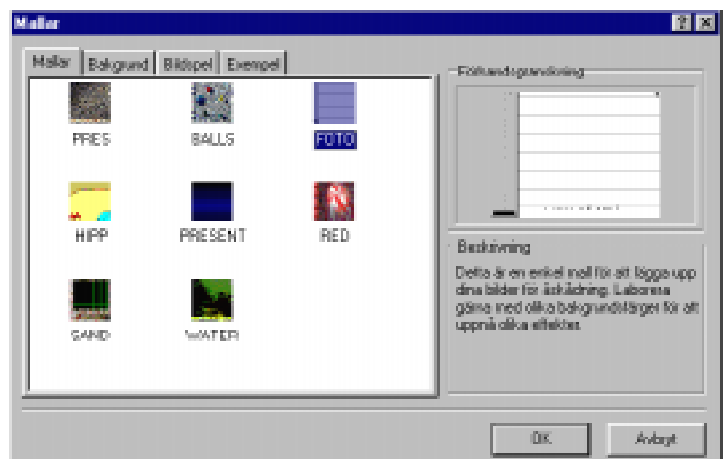 Mallar
Mallar Bakgrund Bildspel Exempel
PRES BALLS FOTO
HIPP PRESENT RED
SAND WATER
Förhandsgranskning
Beskrivning
Detta är en enkel mall för att lägga upp
dina bilder för åskådning. Laborera
gärna med olika bakgrundsfärger för att
uppnå olika effekter.
OK Avbryt